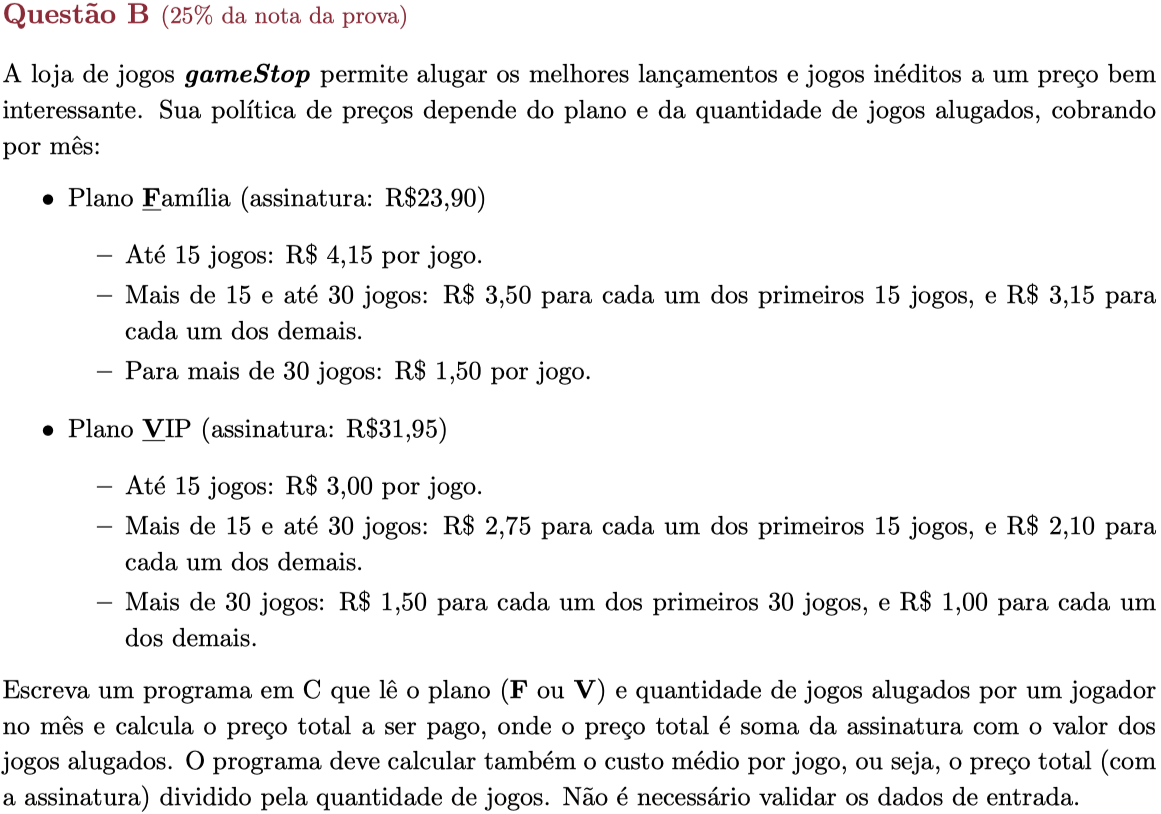 Questão B (25% da nota da prova)
A loja de jogos gameStop permite alugar os melhores lançamentos e jogos inéditos a um preço bem
interessante. Sua política de preços depende do plano e da quantidade de jogos alugados, cobrando
por mês:
• Plano Família (assinatura: R$23,90)
– Até 15 jogos: R$ 4,15 por jogo.
– Mais de 15 e até 30 jogos: R$ 3,50 para cada um dos primeiros 15 jogos, e R$ 3,15 para
cada um dos demais.
– Para mais de 30 jogos: R$ 1,50 por jogo.
• Plano VIP (assinatura: R$31,95)
– Até 15 jogos: R$ 3,00 por jogo.
– Mais de 15 e até 30 jogos: R$ 2,75 para cada um dos primeiros 15 jogos, e R$ 2,10 para
cada um dos demais.
– Mais de 30 jogos: R$ 1,50 para cada um dos primeiros 30 jogos, e R$ 1,00 para cada um
dos demais.
Escreva um programa em C que lê o plano (F ou V) e quantidade de jogos alugados por um jogador
no mês e calcula o preço total a ser pago, onde o preço total é soma da assinatura com o valor dos
jogos alugados. O programa deve calcular também o custo médio por jogo, ou seja, o preço total (com
a assinatura) dividido pela quantidade de jogos. Não é necessário validar os dados de entrada.